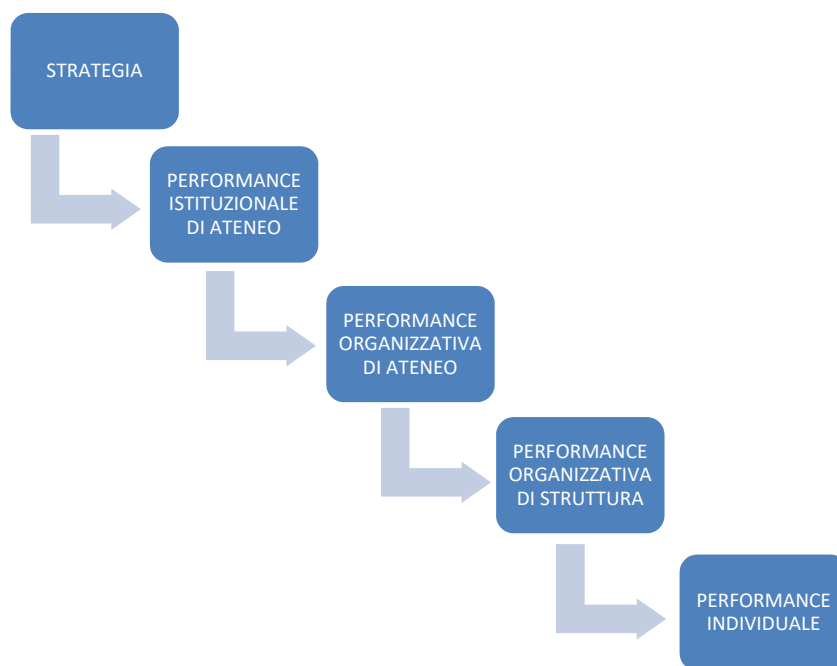 STRATEGIA
PERFORMANCE
ISTITUZIONALE
DI ATENEO
PERFORMANCE
ORGANIZZATIVA
DI ATENEO
PERFORMANCE
ORGANIZZATIVA
DI STRUTTURA
PERFORMANCE
INDIVIDUALE